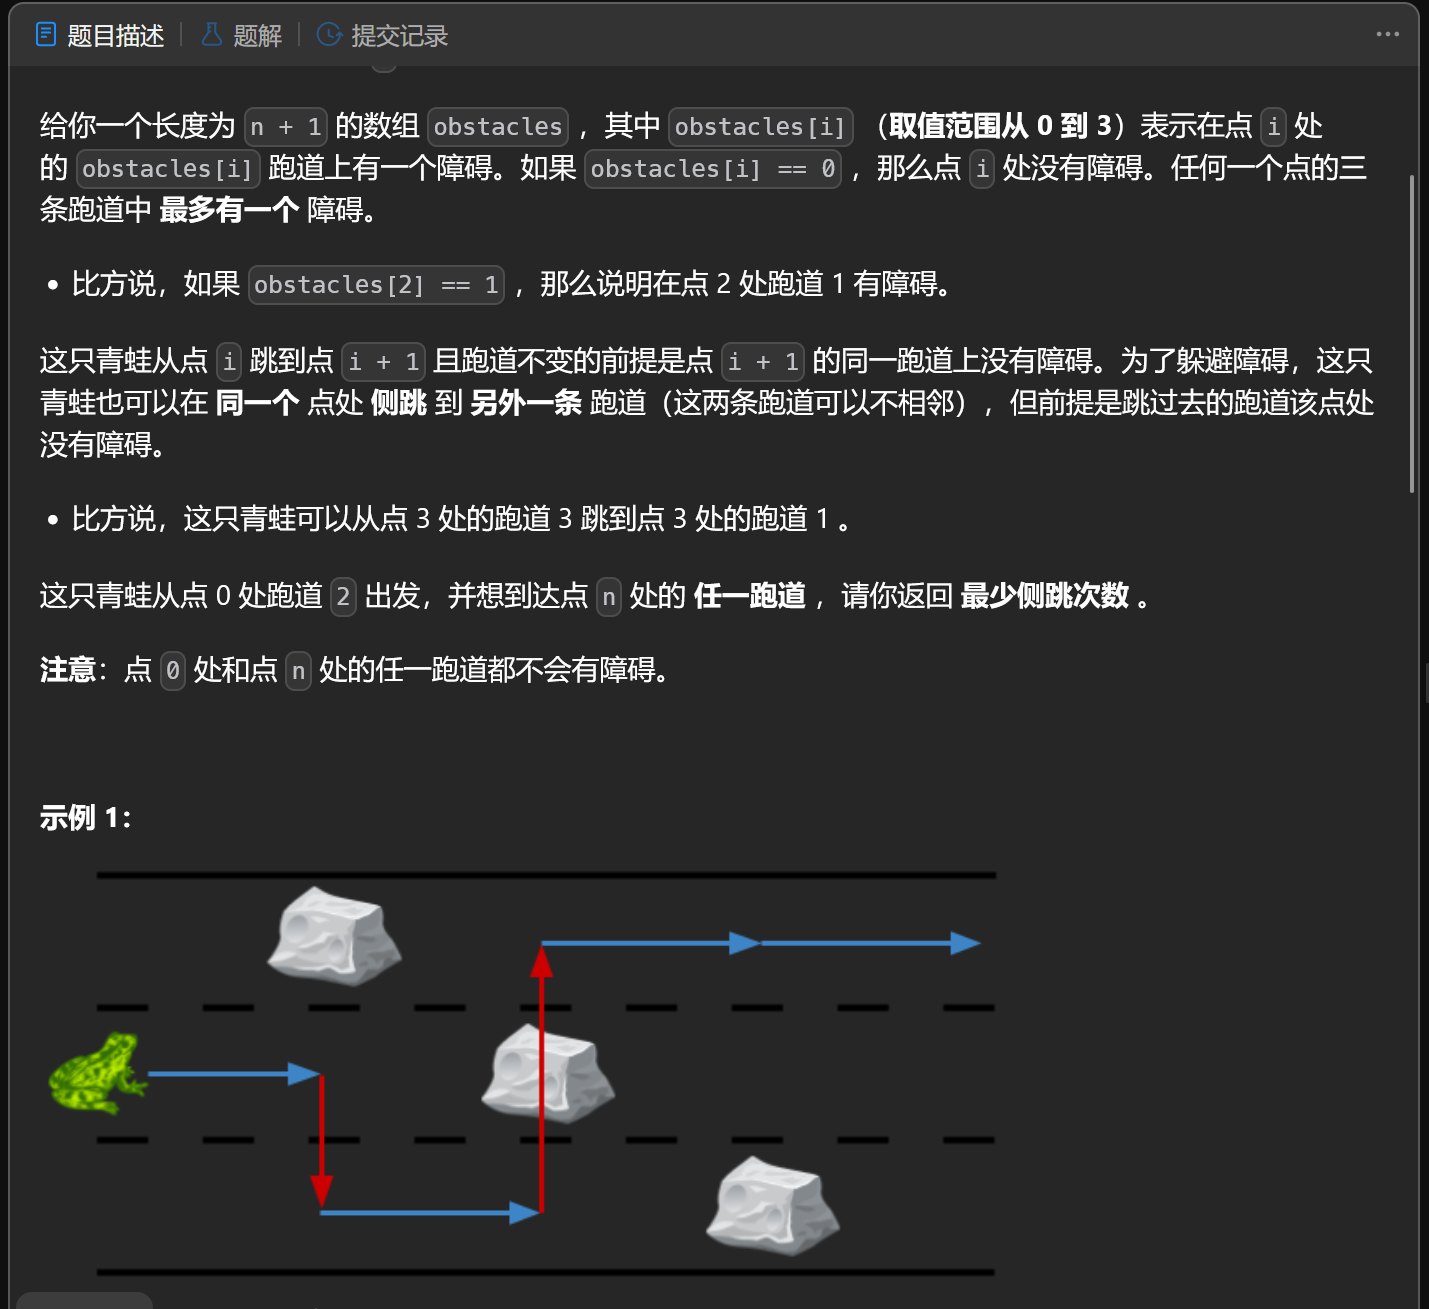 题目描述 | 题解 | 提交记录
给你一个长度为 n + 1 的数组 obstacles ，其中 obstacles[i] （取值范围从 0 到 3）表示在点 i 处
的 obstacles[i] 跑道上有一个障碍。如果 obstacles[i] == 0 ，那么点 i 处没有障碍。任何一个点的三
条跑道中 最多有一个 障碍。
• 比方说，如果 obstacles[2] == 1 ，那么说明在点 2 处跑道 1 有障碍。
这只青蛙从点 i 跳到点 i + 1 且跑道不变的前提是点 i + 1 的同一跑道上没有障碍。为了躲避障碍，这只
青蛙也可以在 同一个 点处 侧跳 到 另外一条 跑道（这两条跑道可以不相邻），但前提是跳过去的跑道该点处
没有障碍。
• 比方说，这只青蛙可以从点 3 处的跑道 3 跳到点 3 处的跑道 1 。
这只青蛙从点 0 处跑道 2 出发，并想到达点 n 处的 任一跑道 ，请你返回 最少侧跳次数 。
注意：点 0 处和点 n 处的任一跑道都不会有障碍。
示例 1：